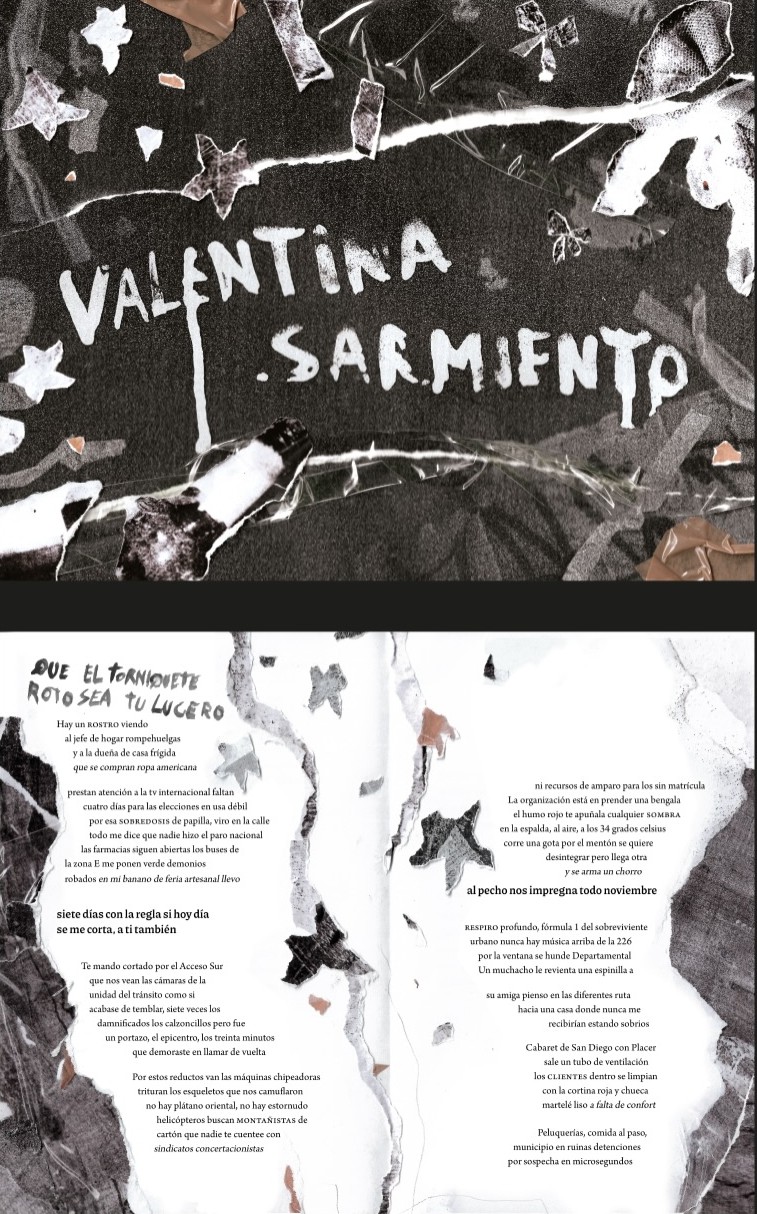 VALENTINA
.SARMIENTO
QUE EL TORNIQUETE
ROTO SEA TU LUCERO
Hay un ROSTRO viendo
al jefe de hogar rompehuelgas
y a la dueña de casa frígida
que se compran ropa americana
prestan atención a la tv internacional faltan
cuatro días para las elecciones en usa débil
por esa SOBREDOSIS de papilla, viro en la calle
todo me dice que nadie hizo el paro nacional
las farmacias siguen abiertas los buses de
la zona E me ponen verde demonios
robados en mi banano de feria artesanal llevo
siete días con la regla si hoy día
se me corta, a ti también
Te mando cortado por el Acceso Sur
que nos vean las cámaras de la
unidad del tránsito como si
acabase de temblar, siete veces los
damnificados los calzoncillos pero fue
un portazo, el epicentro, los treinta minutos
que demoraste en llamar de vuelta
Por estos reductos van las máquinas chipeadoras
trituran los esqueletos que nos camuflaron
no hay plátano oriental, no hay estornudo
helicópteros buscan MONTAÑISTAS de
cartón que nadie te cuentee con
sindicatos concertacionistas
ni recursos de amparo para los sin matrícula
La organización está en prender una bengala
el humo rojo te apuñala cualquier SOMBRA
en la espalda, al aire, a los 34 grados celsius
corre una gota por el mentón se quiere
desintegrar pero llega otra
y se arma un chorro
al pecho nos impregna todo noviembre
RESPIRO profundo, fórmula 1 del sobreviviente
urbano nunca hay música arriba de la 226
por la ventana se hunde Departamental
Un muchacho le revienta una espinilla a
su amiga pienso en las diferentes ruta
hacia una casa donde nunca me
recibirían estando sobrios
Cabaret de San Diego con Placer
sale un tubo de ventilación
los CLIENTES dentro se limpian
con la cortina roja y chueca
martelé liso a falta de confort
Peluquerías, comida al paso,
municipio en ruinas detenciones
por sospecha en microsegundos